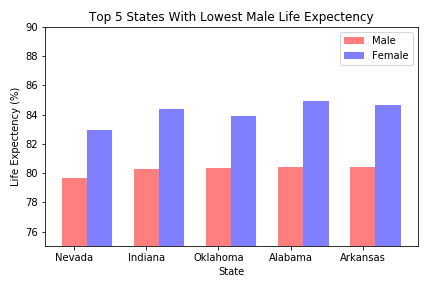 Top 5 States With Lowest Male Life Expectency
Male
Female
Life Expectency (%)
90
88
86
84
82
80
78
76
Nevada
Indiana
Oklahoma
Alabama
Arkansas
State